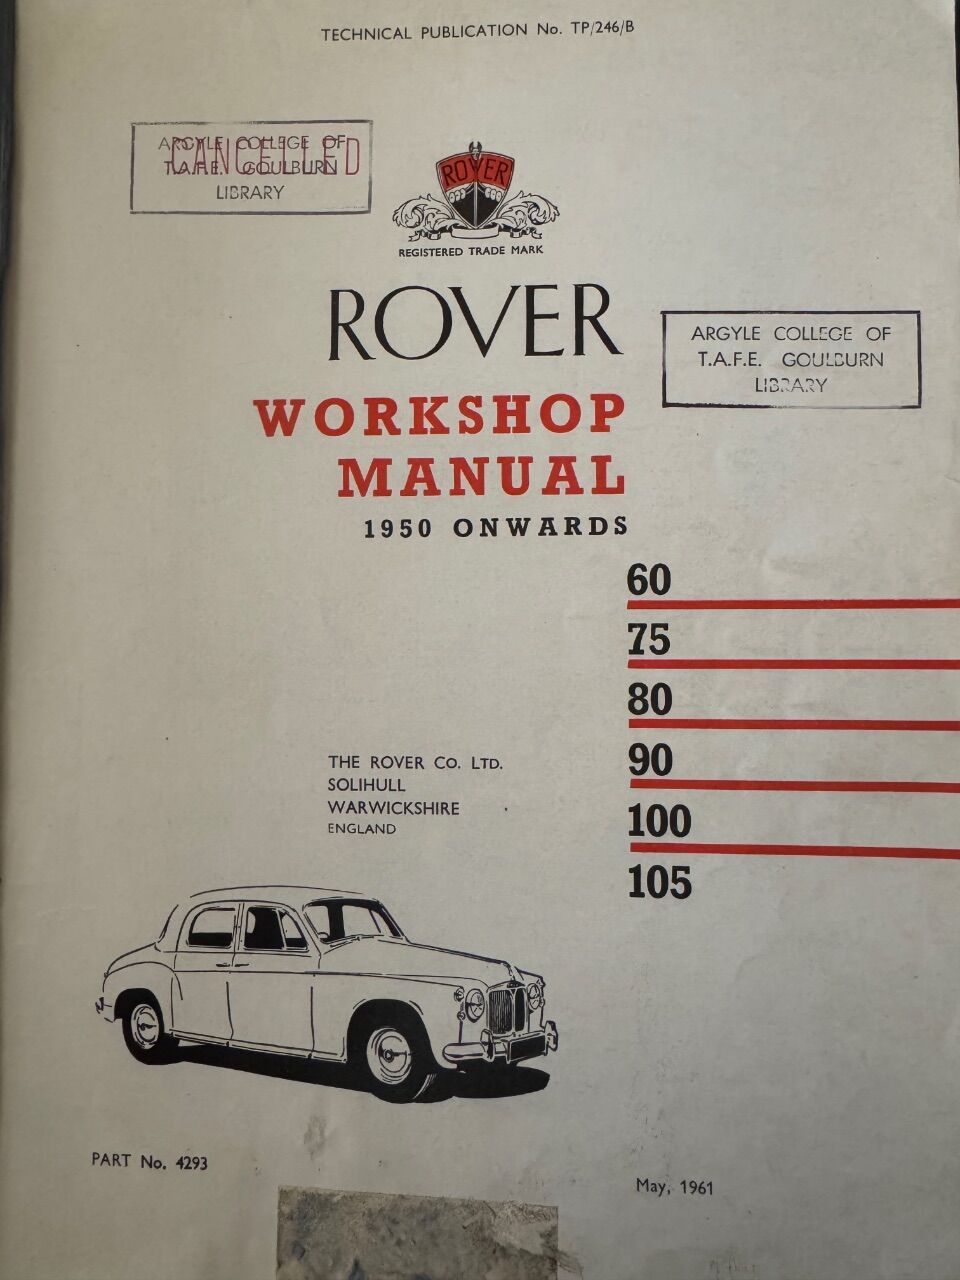 TECHNICAL PUBLICATION No. TP/246/B
ARGYLE COLLEGE OF
T.A.F.E. GOULBURN
LIBRARY
CANCELLED
ROVER
REGISTERED TRADE MARK
ROVER
ARGYLE COLLEGE OF
T.A.F.E. GOULBURN
LIBRARY
WORKSHOP
MANUAL
1950 ONWARDS
60
75
80
90
100
105
THE ROVER CO. LTD.
SOLIHULL
WARWICKSHIRE
ENGLAND
PART No. 4293
May, 1961